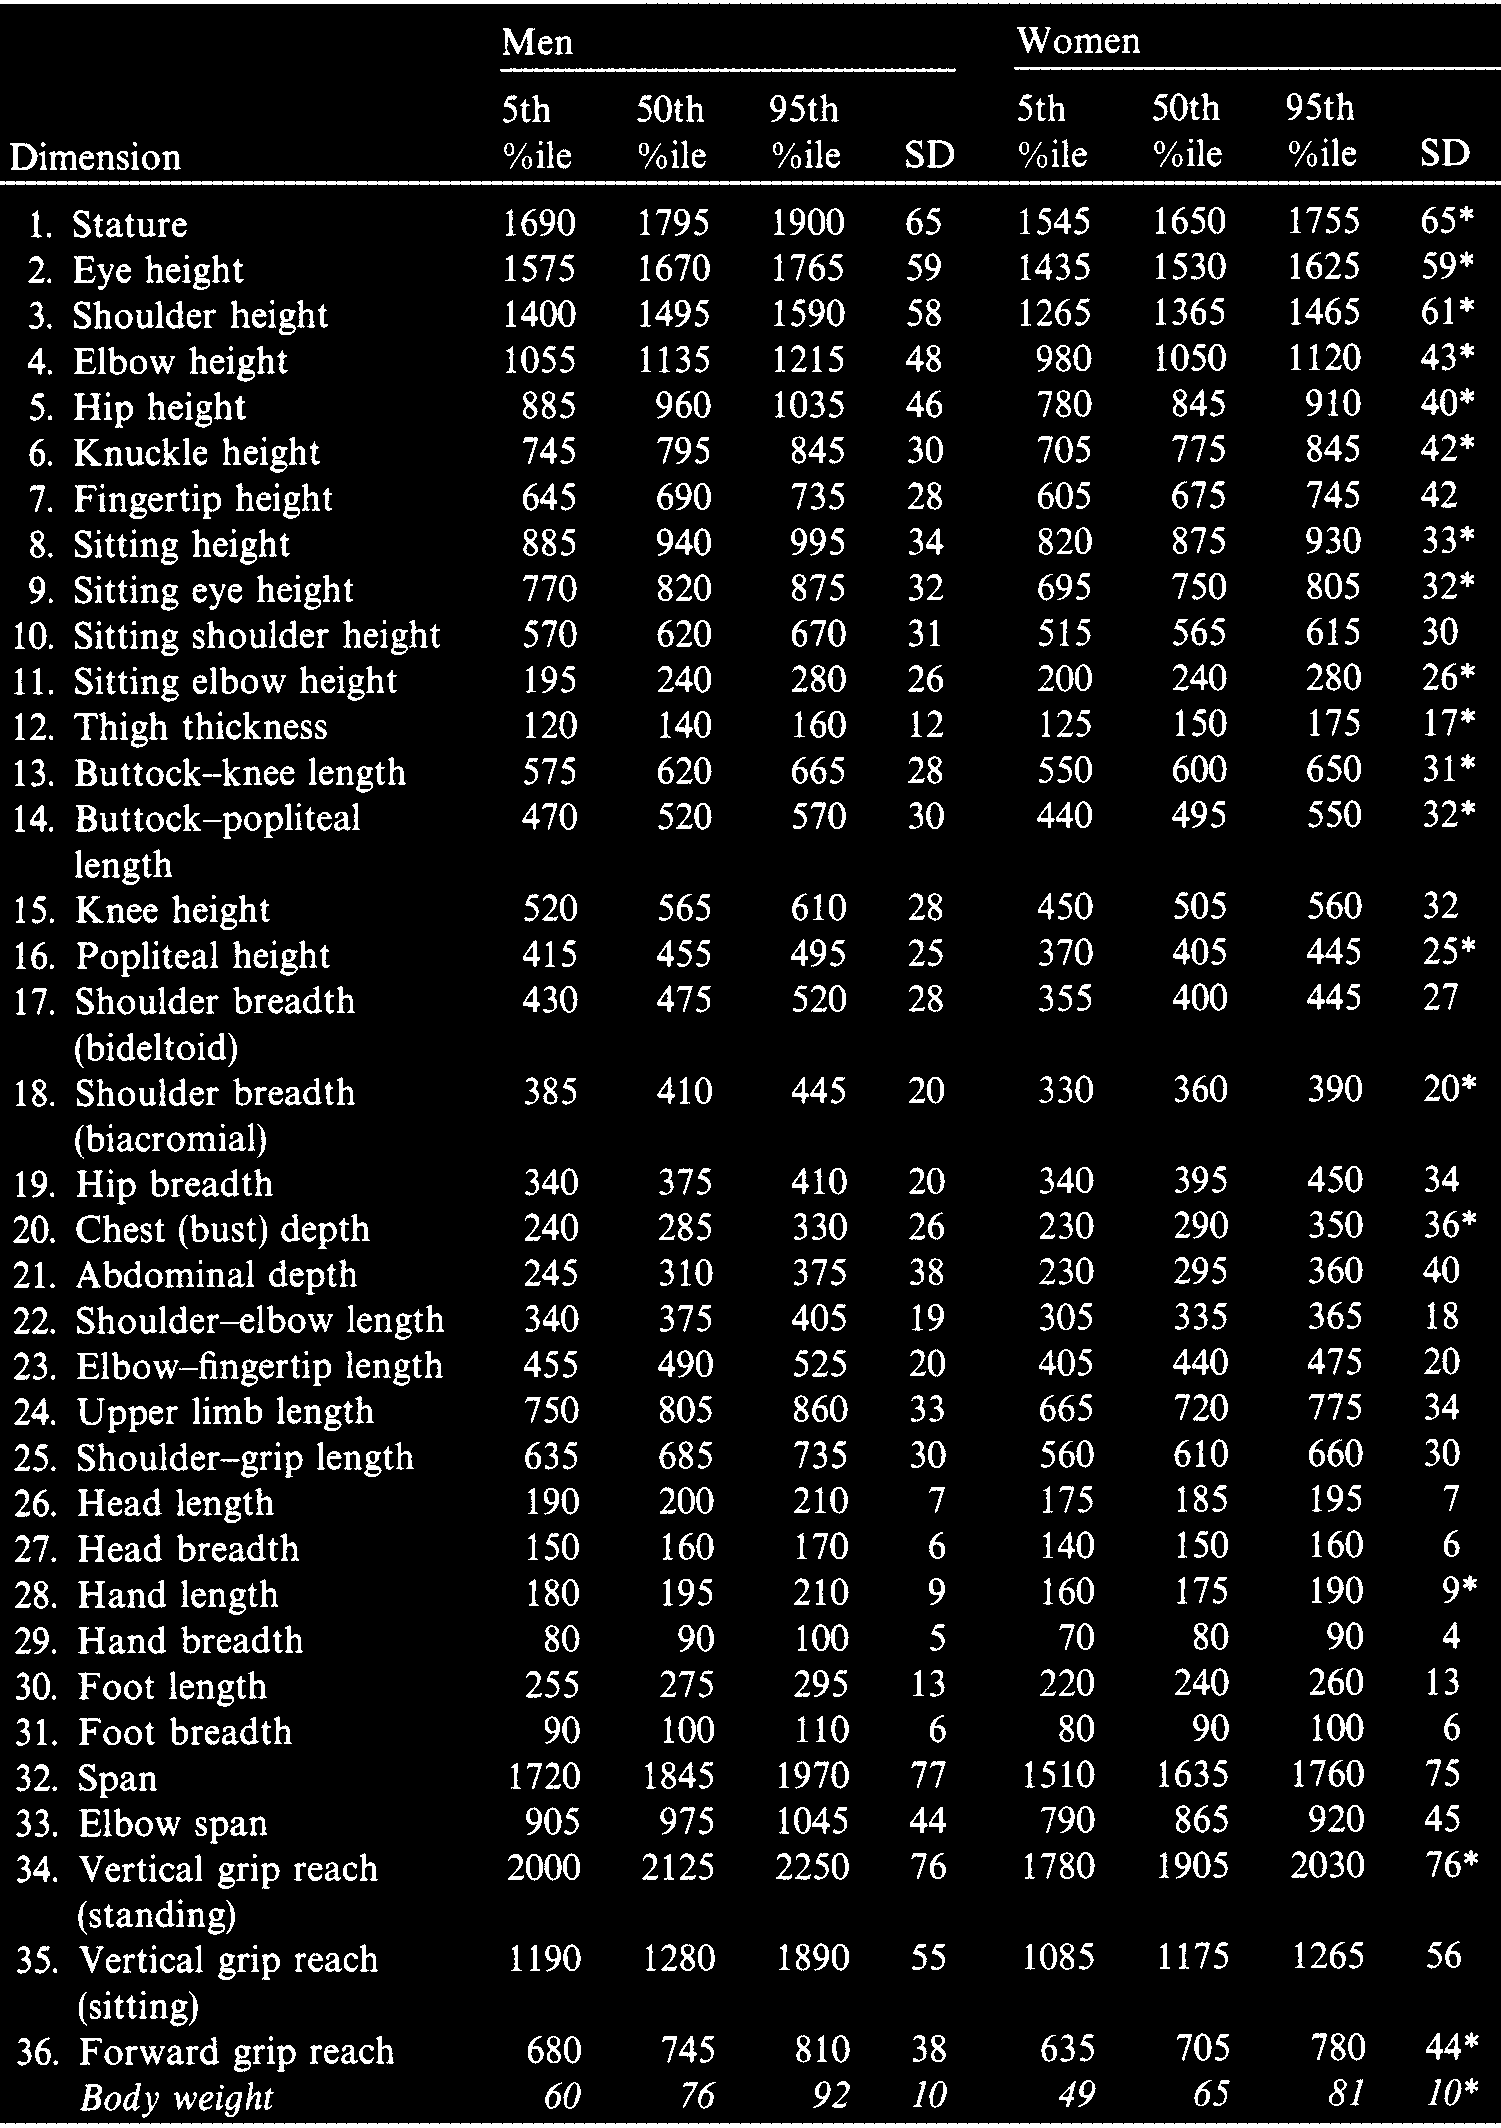 Men Women
5th 50th 95th 5th 50th 95th
Dimension %ile %ile %ile SD %ile %ile %ile SD
1. Stature 1690 1795 1900 65 1545 1650 1755 65*
2. Eye height 1575 1670 1765 59 1435 1530 1625 59*
3. Shoulder height 1400 1495 1590 58 1265 1365 1465 61*
4. Elbow height 1055 1135 1215 48 980 1050 1120 43*
5. Hip height 885 960 1035 46 780 845 910 40*
6. Knuckle height 745 795 845 30 705 775 845 42*
7. Fingertip height 645 690 735 28 605 675 745 42
8. Sitting height 885 940 995 34 820 875 930 33*
9. Sitting eye height 770 820 875 32 695 750 805 32*
10. Sitting shoulder height 570 620 670 31 515 565 615 30
11. Sitting elbow height 195 240 280 26 200 240 280 26*
12. Thigh thickness 120 140 160 12 125 150 175 17*
13. Buttock–knee length 575 620 665 28 550 600 650 31*
14. Buttock–popliteal 470 520 570 30 440 495 550 32*
length
15. Knee height 520 565 610 28 450 505 560 32
16. Popliteal height 415 455 495 25 370 405 445 25*
17. Shoulder breadth 430 475 520 28 355 400 445 27
(bideltoid)
18. Shoulder breadth 385 410 445 20 330 360 390 20*
(biacromial)
19. Hip breadth 340 375 410 20 340 395 450 34
20. Chest (bust) depth 240 285 330 26 230 290 350 36*
21. Abdominal depth 245 310 375 38 230 295 360 40
22. Shoulder–elbow length 340 375 405 19 305 335 365 18
23. Elbow–fingertip length 455 490 525 20 405 440 475 20
24. Upper limb length 750 805 860 33 665 720 775 34
25. Shoulder–grip length 635 685 735 30 560 610 660 30
26. Head length 190 200 210 7 175 185 195 7
27. Head breadth 150 160 170 6 140 150 160 6
28. Hand length 180 195 210 9 160 175 190 9*
29. Hand breadth 80 90 100 5 70 80 90 4
30. Foot length 255 275 295 13 220 240 260 13
31. Foot breadth 90 100 110 6 80 90 100 6
32. Span 1720 1845 1970 77 1510 1635 1760 75
33. Elbow span 905 975 1045 44 790 865 920 45
34. Vertical grip reach 2000 2125 2250 76 1780 1905 2030 76*
(standing)
35. Vertical grip reach 1190 1280 1890 55 1085 1175 1265 56
(sitting)
36. Forward grip reach 680 745 810 38 635 705 780 44*
Body weight 60 76 92 10 49 65 81 10*